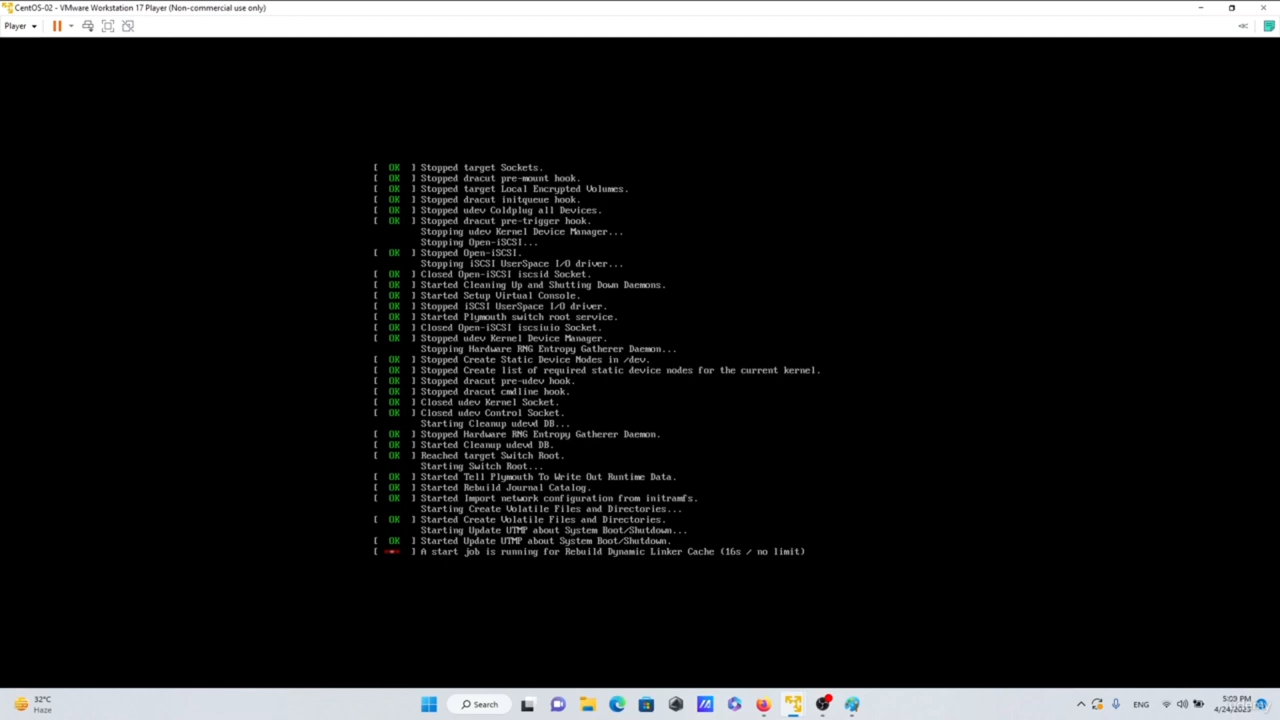 CentOS-02 - VMware Workstation 17 Player (Non-commercial use only)
Player
[ OK ] Stopped target Sockets.
[ OK ] Stopped dracut pre-mount hook.
[ OK ] Stopped target Local Encrypted Volumes.
[ OK ] Stopped dracut initqueue hook.
[ OK ] Stopped udev Coldplug all Devices.
[ OK ] Stopped dracut pre-trigger hook.
Stopping udev Kernel Device Manager...
Stopping Open-iSCSI...
[ OK ] Stopped Open-iSCSI.
Stopping iSCSI UserSpace I/O driver...
[ OK ] Closed Open-iSCSI iscsid Socket.
[ OK ] Started Cleaning Up and Shutting Down Daemons.
[ OK ] Started Setup Virtual Console.
[ OK ] Stopped iSCSI UserSpace I/O driver.
[ OK ] Started Plymouth switch root service.
[ OK ] Closed Open-iSCSI iscsiuio Socket.
[ OK ] Stopped udev Kernel Device Manager.
Stopping Hardware RNG Entropy Gatherer Daemon...
[ OK ] Stopped Create Static Device Nodes in /dev.
[ OK ] Stopped Create list of required static device nodes for the current kernel.
[ OK ] Stopped dracut pre-udev hook.
[ OK ] Stopped dracut cmdline hook.
[ OK ] Closed udev Kernel Socket.
[ OK ] Closed udev Control Socket.
Starting Cleanup udevd DB...
[ OK ] Stopped Hardware RNG Entropy Gatherer Daemon.
[ OK ] Started Cleanup udevd DB.
[ OK ] Reached target Switch Root.
Starting Switch Root...
[ OK ] Started Tell Plymouth To Write Out Runtime Data.
[ OK ] Started Rebuild Journal Catalog.
[ OK ] Started Import network configuration from initramfs.
Starting Create Volatile Files and Directories...
[ OK ] Started Create Volatile Files and Directories.
Starting Update UTMP about System Boot/Shutdown...
[ OK ] Started Update UTMP about System Boot/Shutdown.
[ * ] A start job is running for Rebuild Dynamic Linker Cache (16s / no limit)
32°C
Haze
Search
ENG
5:09 PM
4/24/202